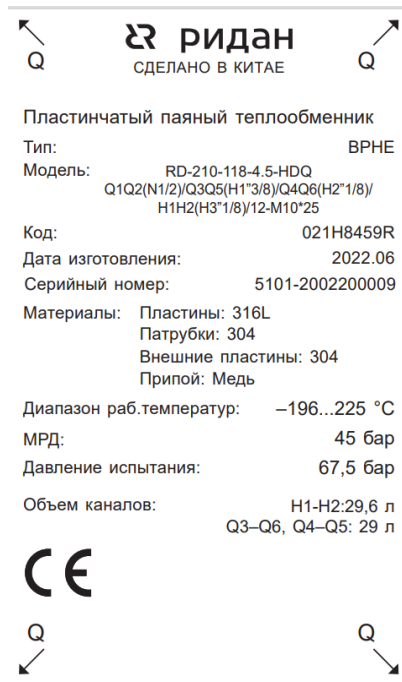 ридан
Q Q
СДЕЛАНО В КИТАЕ
Пластинчатый паяный теплообменник
Тип: BPHE
Модель: RD-210-118-4.5-HDQ
Q1Q2(N1/2)/Q3Q5(H1"3/8)/Q4Q6(H2"1/8)/
H1H2(H3"1/8)/12-M10*25
Код: 021H8459R
Дата изготовления: 2022.06
Серийный номер: 5101-2002200009
Материалы: Пластины: 316L
Патрубки: 304
Внешние пластины: 304
Припой: Медь
Диапазон раб.температур: –196...225 °C
МРД: 45 бар
Давление испытания: 67,5 бар
Объем каналов: H1-H2:29,6 л
Q3–Q6, Q4–Q5: 29 л
CE
Q Q